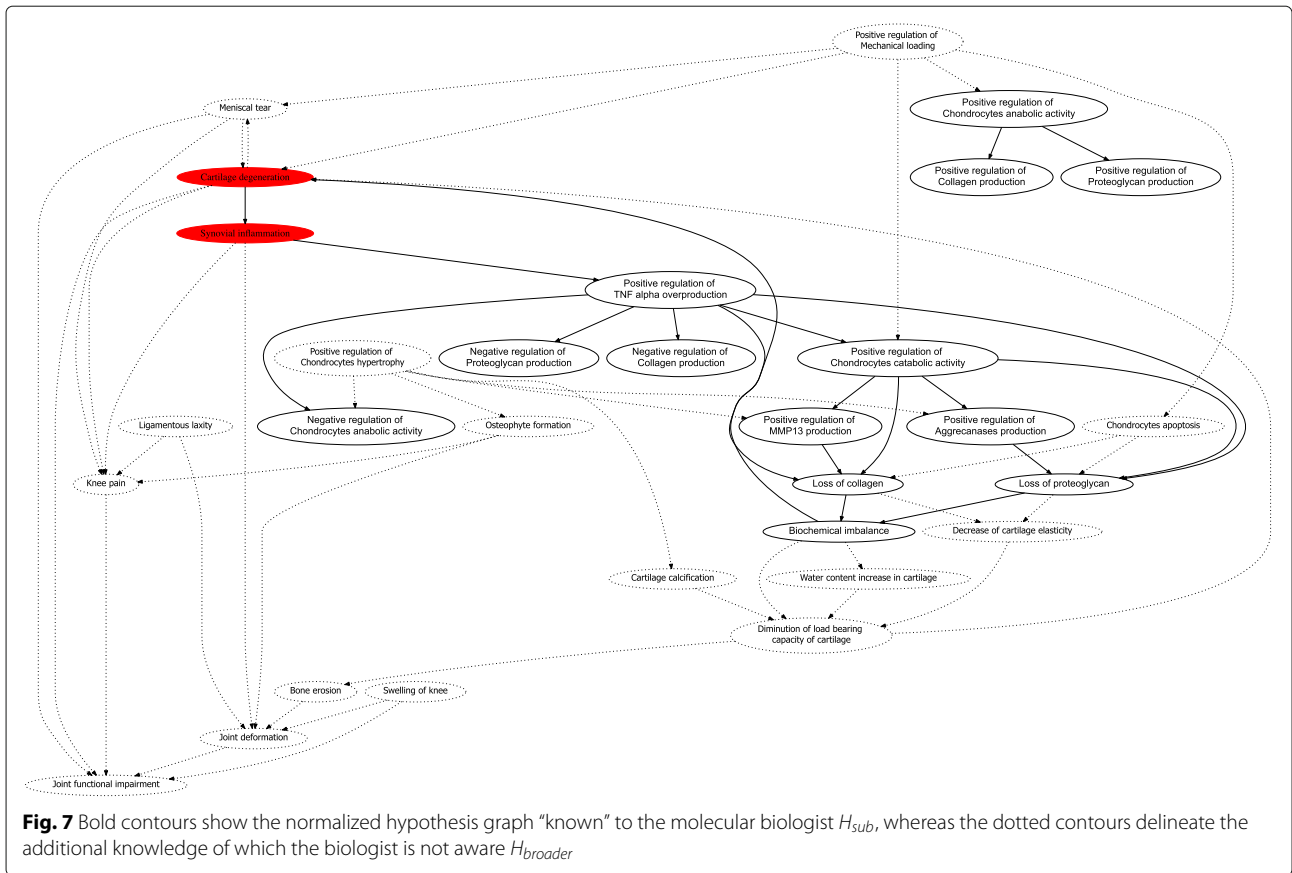 Positive regulation of
Mechanical loading
Meniscal tear
Positive regulation of
Chondrocytes anabolic activity
Cartilage degeneration
Positive regulation of
Collagen production
Positive regulation of
Proteoglycan production
Synovial inflammation
Positive regulation of
TNF alpha overproduction
Positive regulation of
Chondrocytes hypertrophy
Negative regulation of
Proteoglycan production
Negative regulation of
Collagen production
Positive regulation of
Chondrocytes catabolic activity
Ligamentous laxity
Negative regulation of
Chondrocytes anabolic activity
Osteophyte formation
Positive regulation of
MMP13 production
Positive regulation of
Aggrecanases production
Chondrocytes apoptosis
Knee pain
Loss of collagen
Loss of proteoglycan
Biochemical imbalance
Decrease of cartilage elasticity
Cartilage calcification
Water content increase in cartilage
Diminution of load bearing
capacity of cartilage
Bone erosion
Swelling of knee
Joint deformation
Joint functional impairment
Fig. 7 Bold contours show the normalized hypothesis graph “known” to the molecular biologist Hsub, whereas the dotted contours delineate the
additional knowledge of which the biologist is not aware Hbroader